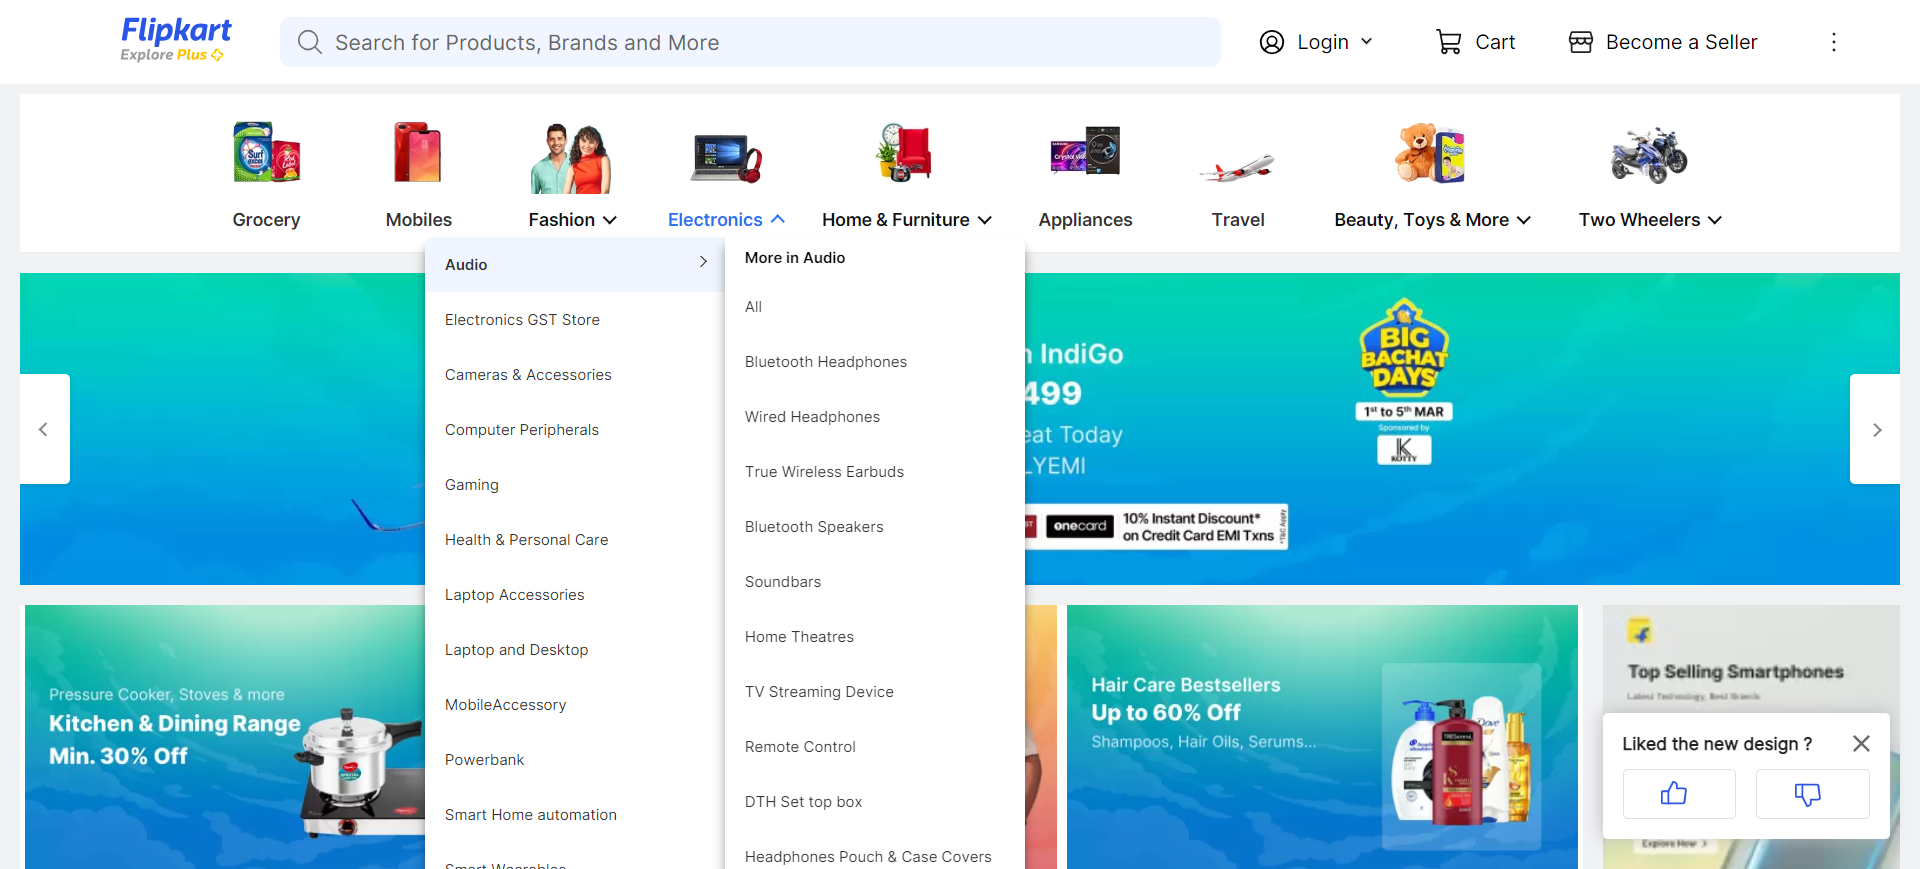 Flipkart
Explore Plus
Search for Products, Brands and More
Login
Cart
Become a Seller
Grocery
Mobiles
Fashion
Electronics
Home & Furniture
Appliances
Travel
Beauty, Toys & More
Two Wheelers
Audio
Electronics GST Store
Cameras & Accessories
Computer Peripherals
Gaming
Health & Personal Care
Laptop Accessories
Laptop and Desktop
MobileAccessory
Powerbank
Smart Home automation
Smart Wearables
More in Audio
All
Bluetooth Headphones
Wired Headphones
True Wireless Earbuds
Bluetooth Speakers
Soundbars
Home Theatres
TV Streaming Device
Remote Control
DTH Set top box
Headphones Pouch & Case Covers
IndiGo
499
eat Today
LYEMI
onecard
10% Instant Discount*
on Credit Card EMI Txns
*T&C Apply
BIG
BACHAT
DAYS
1st to 5th MAR
Sponsored by
KOTTY
Pressure Cooker, Stoves & more
Kitchen & Dining Range
Min. 30% Off
Hair Care Bestsellers
Up to 60% Off
Shampoos, Hair Oils, Serums...
Top Selling Smartphones
Latest Technology, Best Brands
Liked the new design ?
Explore Now